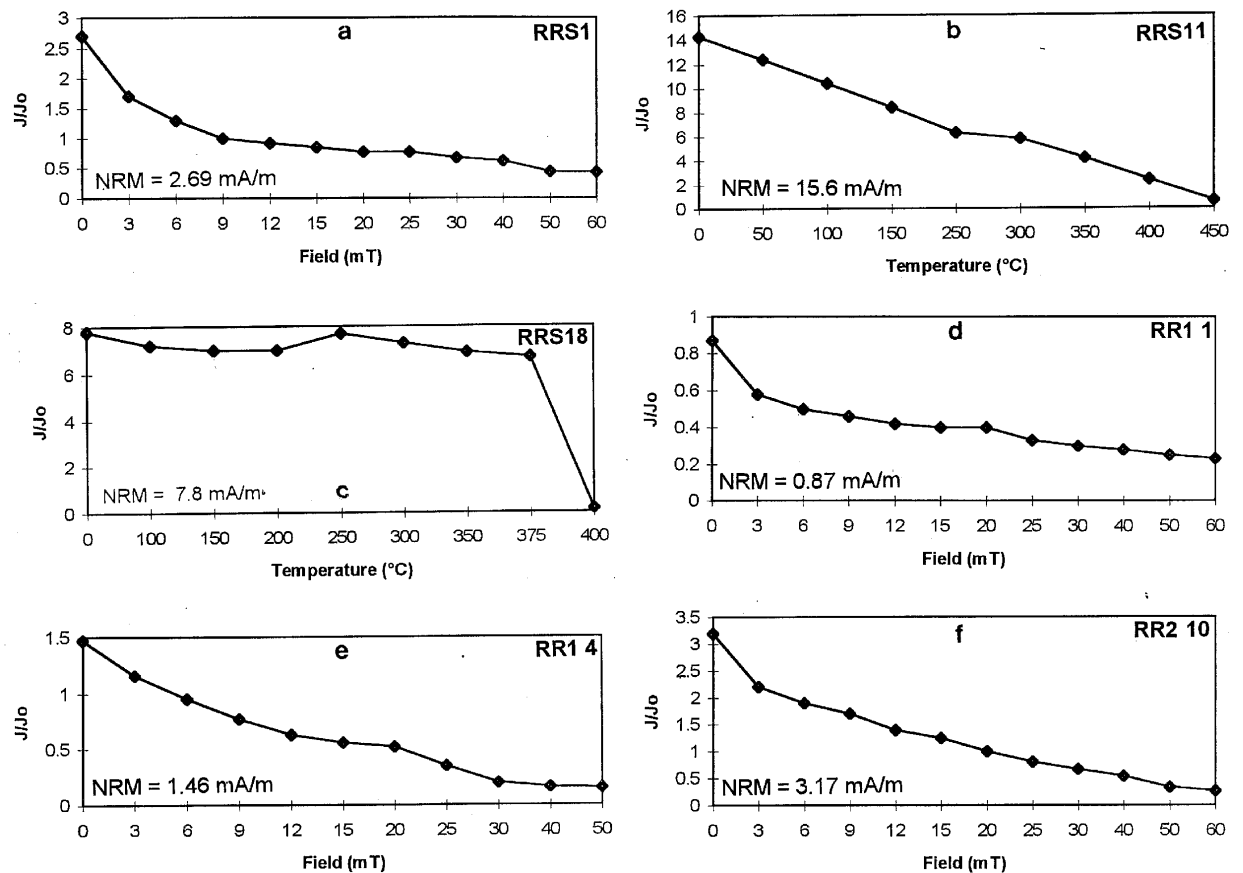 a
RRS1
3
2.5
2
1.5
1
0.5
0
J/Jo
NRM = 2.69 mA/m
0 3 6 9 12 15 20 25 30 40 50 60
Field (mT)
b
RRS11
16
14
12
10
8
6
4
2
0
J/Jo
NRM = 15.6 mA/m
0 50 100 150 250 300 350 400 450
Temperature (°C)
RRS18
8
6
4
2
0
J/Jo
NRM = 7.8 mA/m
c
0 100 150 200 250 300 350 375 400
Temperature (°C)
d
RR1 1
1
0.8
0.6
0.4
0.2
0
J/Jo
NRM = 0.87 mA/m
0 3 6 9 12 15 20 25 30 40 50 60
Field (mT)
e
RR1 4
1.5
1
0.5
0
J/Jo
NRM = 1.46 mA/m
0 3 6 9 12 15 20 25 30 40 50
Field (mT)
f
RR2 10
3.5
3
2.5
2
1.5
1
0.5
0
J/Jo
NRM = 3.17 mA/m
0 3 6 9 12 15 20 25 30 40 50 60
Field (mT)